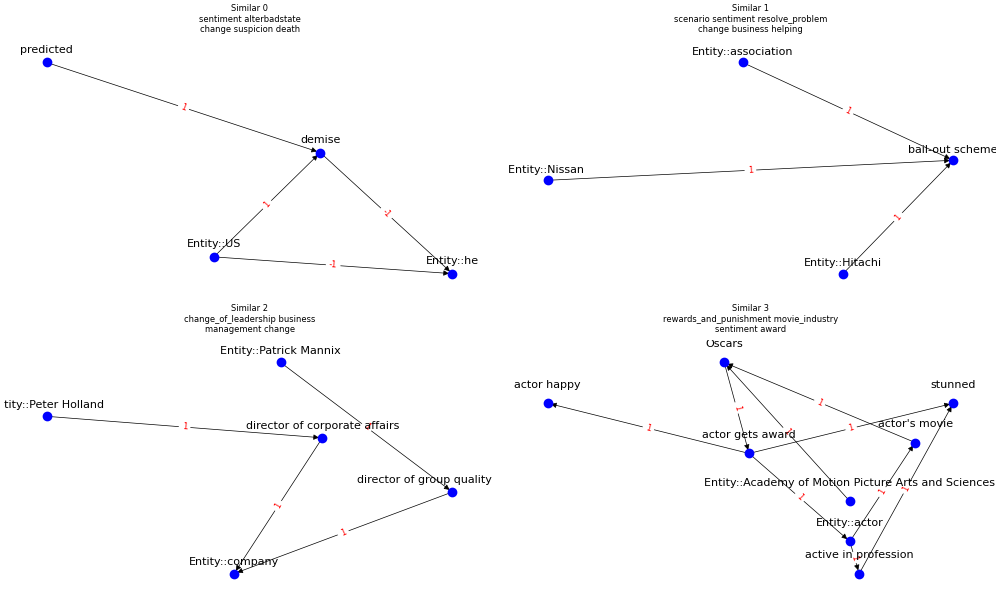 Similar 0
sentiment alterbadstate
change suspicion death
predicted
1
demise
1
-1
Entity::US
-1
Entity::he
Similar 1
scenario sentiment resolve_problem
change business helping
Entity::association
1
bail-out scheme
Entity::Nissan
1
1
Entity::Hitachi
Similar 2
change_of_leadership business
management change
Entity::Patrick Mannix
tity::Peter Holland
1
director of corporate affairs
director of group quality
1
1
Entity::company
Similar 3
rewards_and_punishment movie_industry
sentiment award
Oscars
actor happy
stunned
1
1
actor's movie
1
1
1
actor gets award
Entity::Academy of Motion Picture Arts and Sciences
1
1
1
Entity::actor
active in profession
1